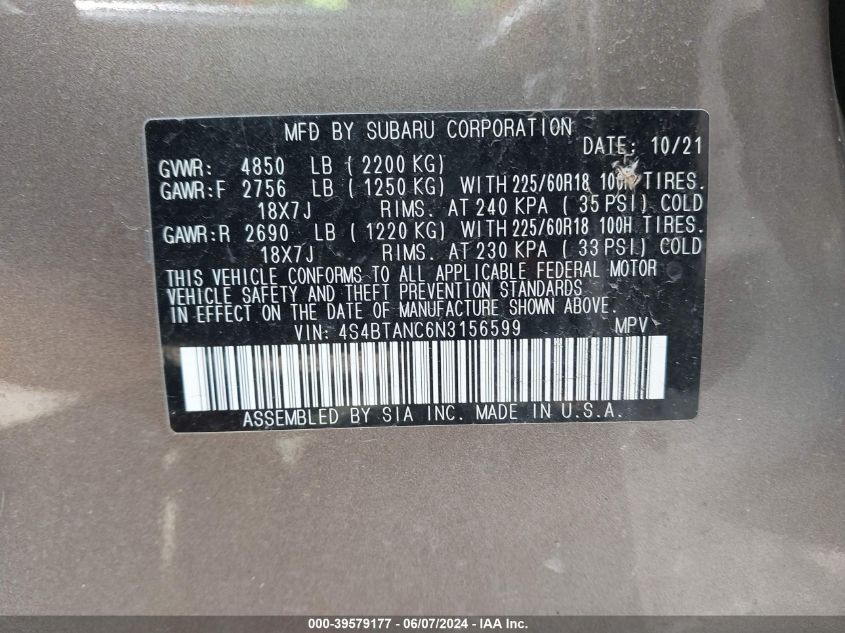 MFD BY SUBARU CORPORATION
DATE: 10/21
GVWR: 4850 LB ( 2200 KG)
GAWR:F 2756 LB ( 1250 KG) WITH 225/60R18 100H TIRES.
18X7J RIMS. AT 240 KPA ( 35 PSI) COLD
GAWR:R 2690 LB ( 1220 KG) WITH 225/60R18 100H TIRES.
18X7J RIMS. AT 230 KPA ( 33 PSI) COLD
THIS VEHICLE CONFORMS TO ALL APPLICABLE FEDERAL MOTOR
VEHICLE SAFETY AND THEFT PREVENTION STANDARDS
IN EFFECT ON THE DATE OF MANUFACTURE SHOWN ABOVE.
VIN: 4S4BTANC6N3156599 MPV
ASSEMBLED BY SIA INC. MADE IN U.S.A.
000-39579177 - 06/07/2024 - IAA Inc.